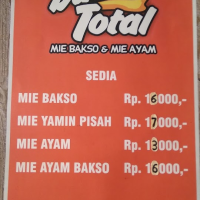 Total
MIE BAKSO & MIE AYAM
SEDIA
MIE BAKSO Rp. 16000,-
MIE YAMIN PISAH Rp. 17000,-
MIE AYAM Rp. 13000,-
MIE AYAM BAKSO Rp. 16000,-